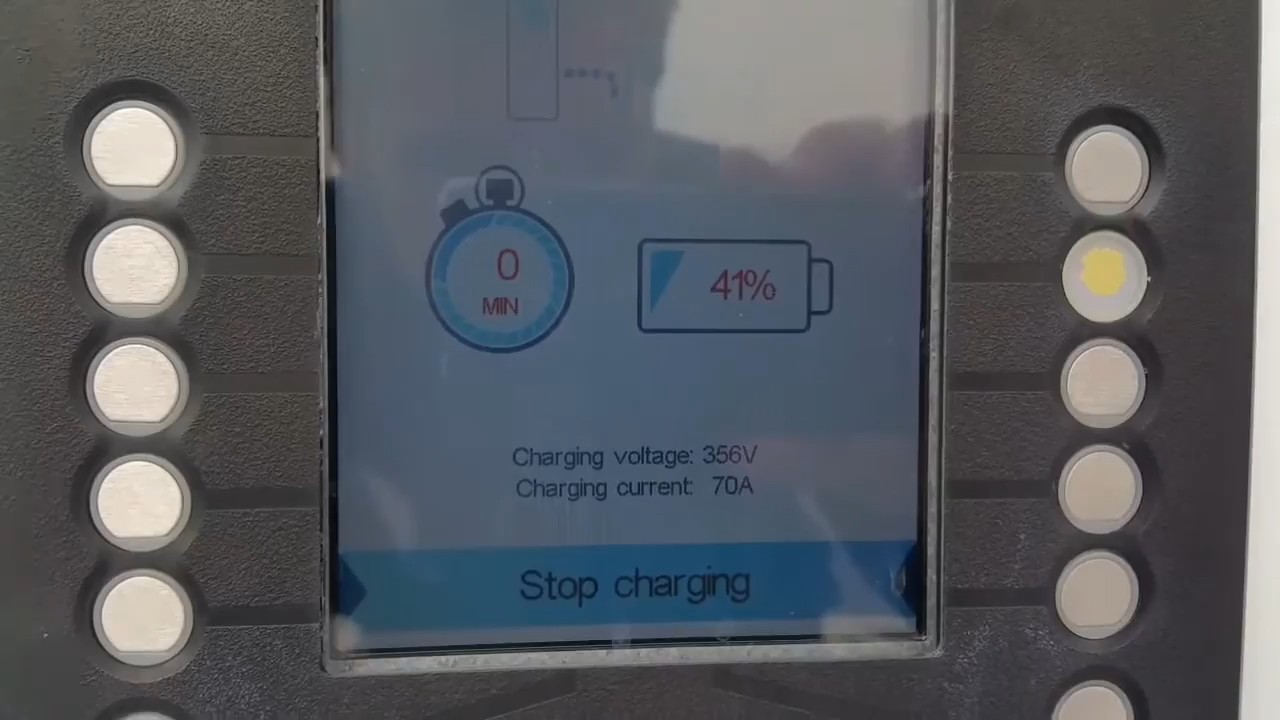 0
MIN
41%
Charging voltage: 356V
Charging current: 70A
Stop charging